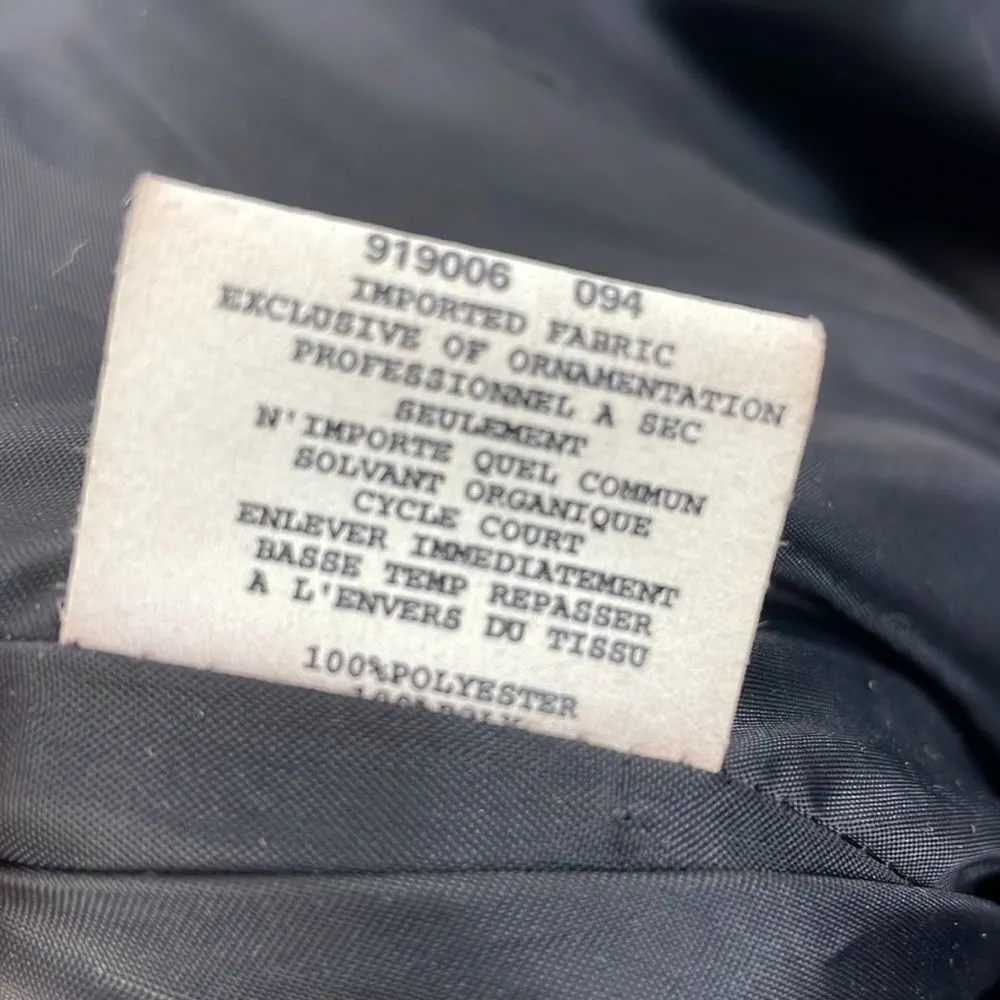 919006 094
IMPORTED FABRIC
EXCLUSIVE OF ORNAMENTATION
PROFESSIONNEL A SEC
SEULEMENT
N'IMPORTE QUEL COMMUN
SOLVANT ORGANIQUE
CYCLE COURT
ENLEVER IMMEDIATEMENT
BASSE TEMP REPASSER
A L'ENVERS DU TISSU
100%POLYESTER